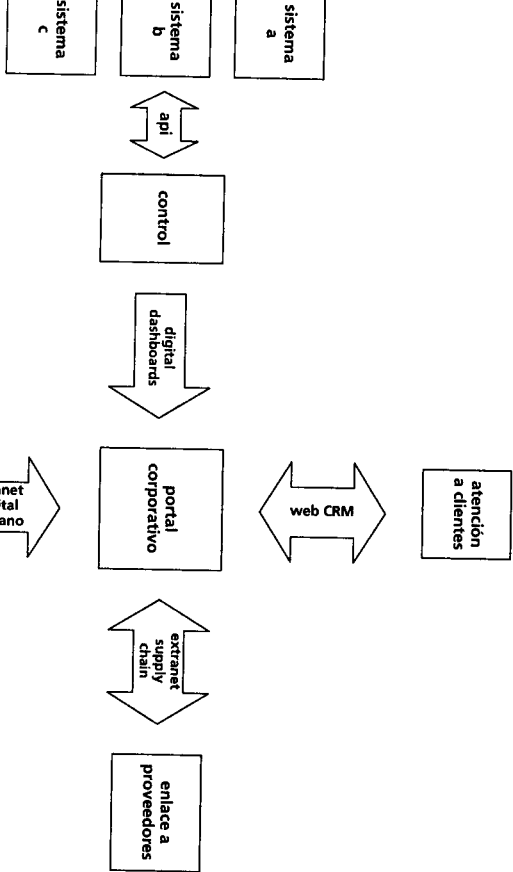 sistema
a
sistema
b
sistema
c
api
control
digital
dashboards
portal
corporativo
web CRM
atención
a clientes
extranet
supply
chain
enlace a
proveedores